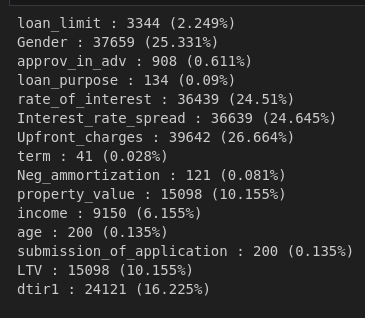 loan_limit : 3344 (2.249%)
Gender : 37659 (25.331%)
approv_in_adv : 908 (0.611%)
loan_purpose : 134 (0.09%)
rate_of_interest : 36439 (24.51%)
Interest_rate_spread : 36639 (24.645%)
Upfront_charges : 39642 (26.664%)
term : 41 (0.028%)
Neg_ammortization : 121 (0.081%)
property_value : 15098 (10.155%)
income : 9150 (6.155%)
age : 200 (0.135%)
submission_of_application : 200 (0.135%)
LTV : 15098 (10.155%)
dtir1 : 24121 (16.225%)